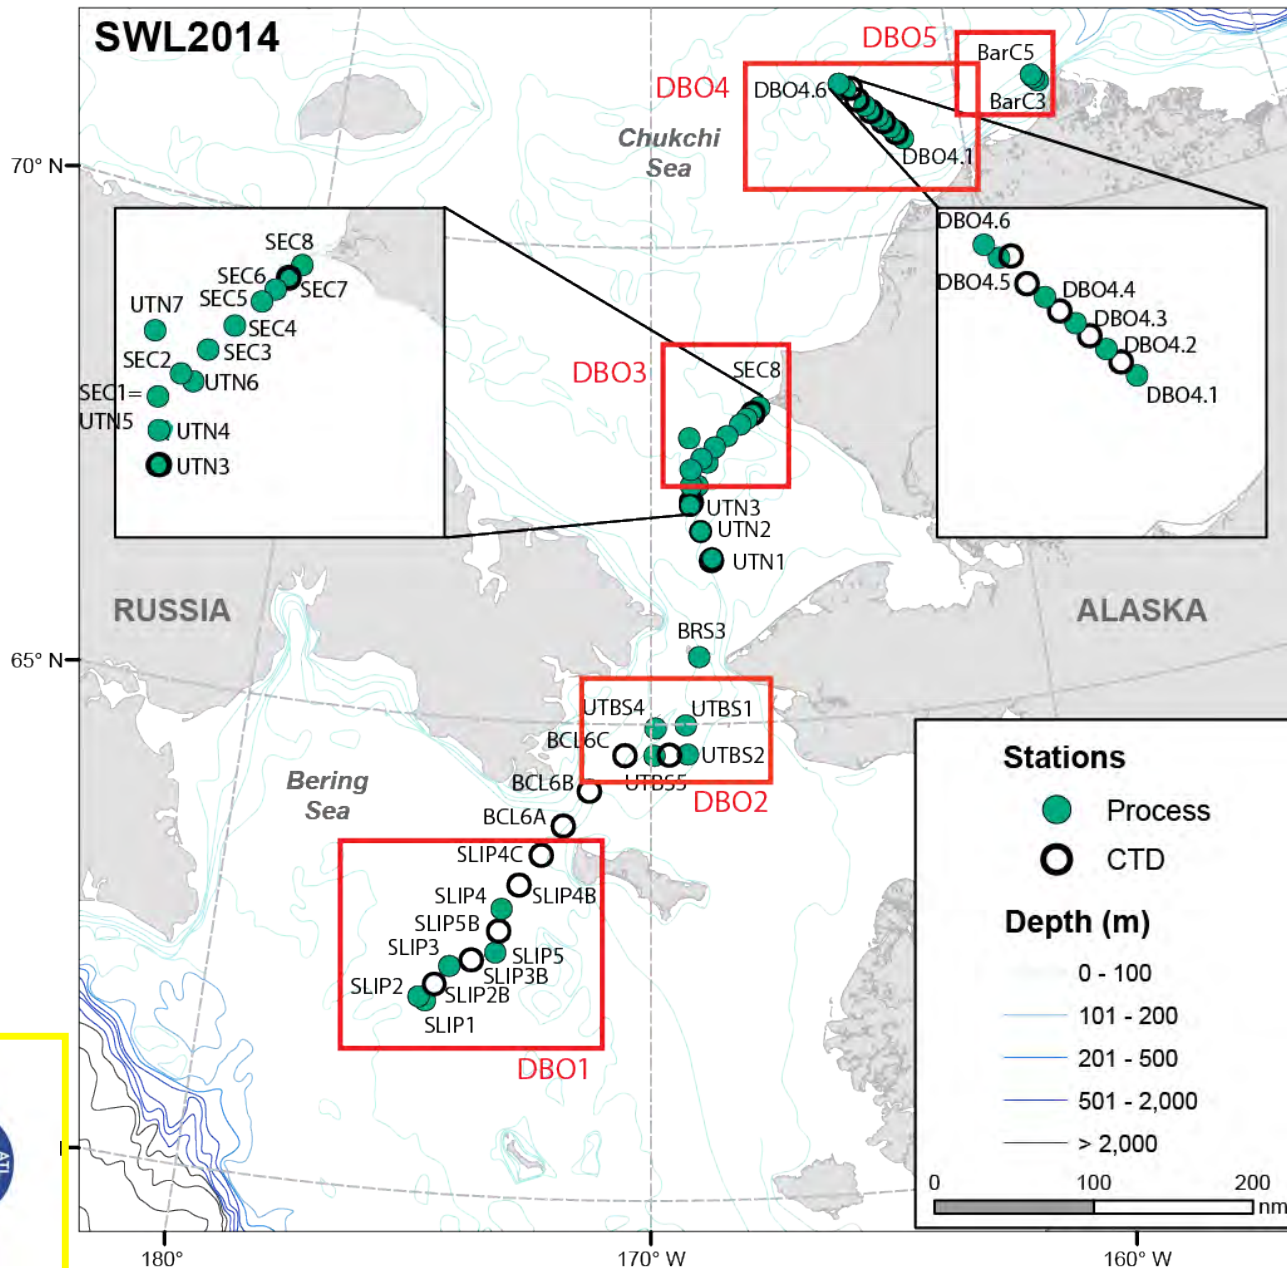 SWL2014
DBO5
BarC5
BarC3
DBO4
DBO4.6
DBO4.1
Chukchi
Sea
70° N
SEC8
SEC6
SEC7
SEC5
UTN7
SEC4
SEC3
SEC2
UTN6
SEC1=
UTN5
UTN4
UTN3
DBO4.6
DBO4.5
DBO4.4
DBO4.3
DBO4.2
DBO4.1
DBO3
SEC8
UTN3
UTN2
UTN1
RUSSIA
ALASKA
BRS3
65° N
UTBS4
UTBS1
BCL6C
UTBS2
UTBS5
BCL6B
DBO2
Bering
Sea
BCL6A
SLIP4C
SLIP4B
SLIP4
SLIP5B
SLIP3
SLIP5
SLIP3B
SLIP2
SLIP2B
SLIP1
DBO1
Stations
Process
CTD
Depth (m)
0 - 100
101 - 200
201 - 500
501 - 2,000
> 2,000
0 100 200
nm
180° 170° W 160° W